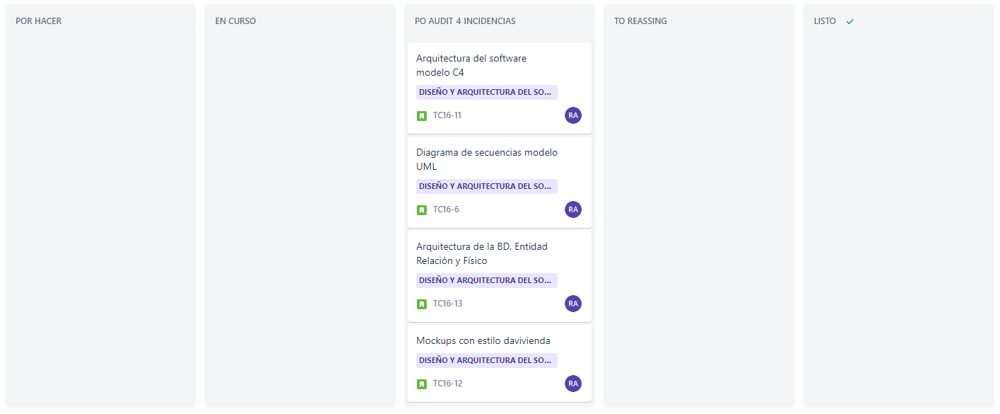 POR HACER
EN CURSO
PO AUDIT 4 INCIDENCIAS
TO REASSING
LISTO
Arquitectura del software
modelo C4
DISEÑO Y ARQUITECTURA DEL SO...
TC16-11
RA
Diagrama de secuencias modelo
UML
DISEÑO Y ARQUITECTURA DEL SO...
TC16-6
RA
Arquitectura de la BD. Entidad
Relación y Físico
DISEÑO Y ARQUITECTURA DEL SO...
TC16-13
RA
Mockups con estilo davivienda
DISEÑO Y ARQUITECTURA DEL SO...
TC16-12
RA